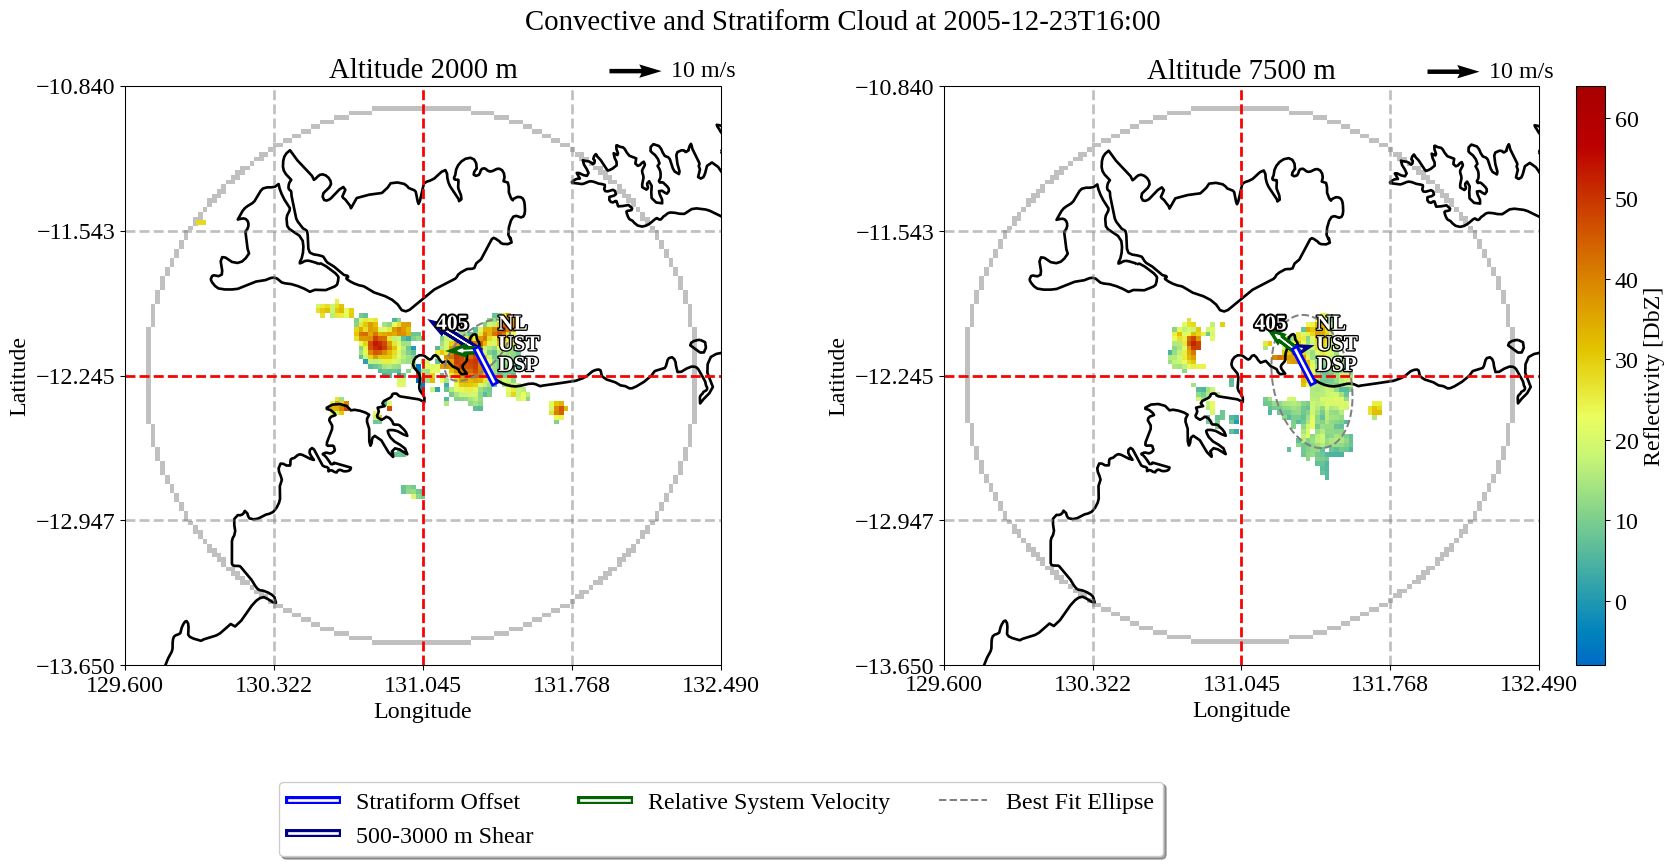 Convective and Stratiform Cloud at 2005-12-23T16:00
Altitude 2000 m
10 m/s
Altitude 7500 m
10 m/s
−10.840
−11.543
−12.245
−12.947
−13.650
Latitude
129.600
130.322
131.045
131.768
132.490
Longitude
405
NL
UST
DSP
−10.840
−11.543
−12.245
−12.947
−13.650
Latitude
129.600
130.322
131.045
131.768
132.490
Longitude
405
NL
UST
DSP
60
50
40
30
20
10
0
Reflectivity [DbZ]
Stratiform Offset
500-3000 m Shear
Relative System Velocity
Best Fit Ellipse